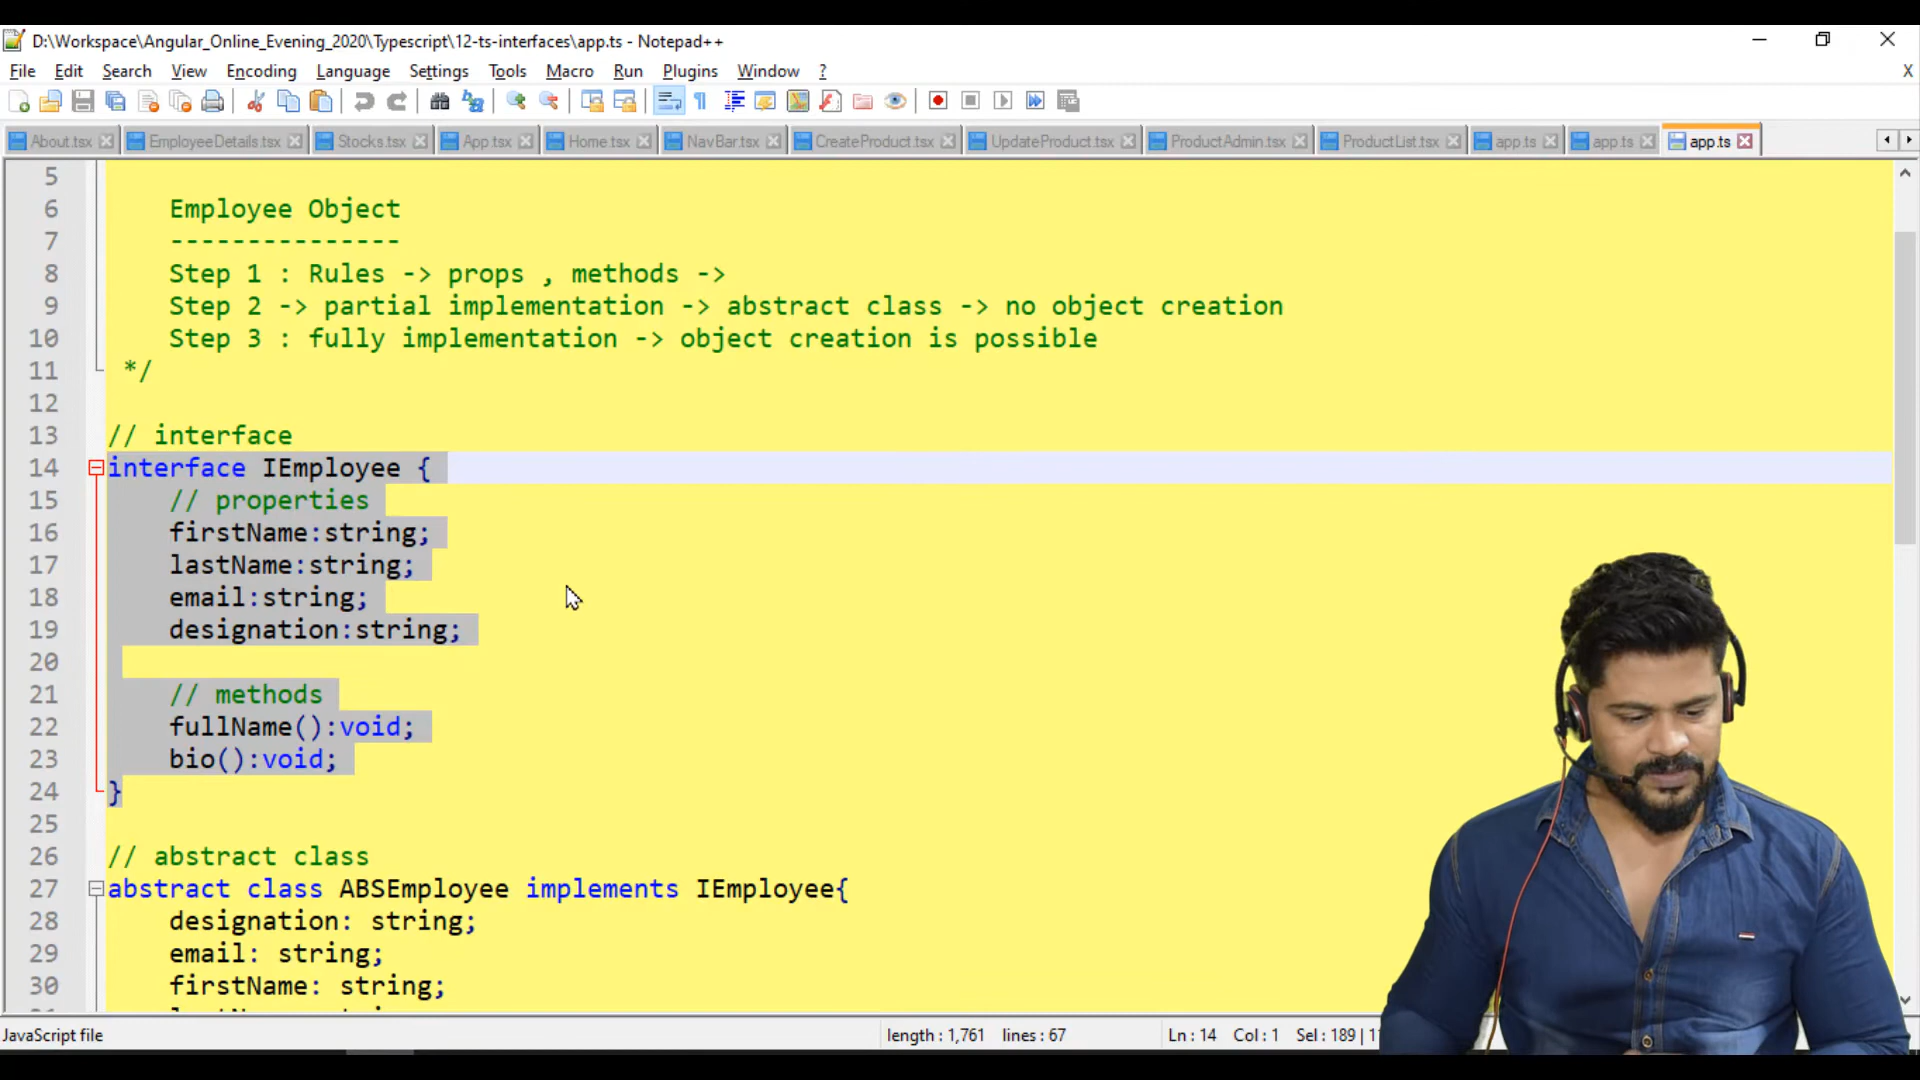 D:\Workspace\Angular_Online_Evening_2020\Typescript\12-ts-interfaces\app.ts - Notepad++
File Edit Search View Encoding Language Settings Tools Macro Run Plugins Window ? X
About.tsx EmployeeDetails.tsx Stocks.tsx App.tsx Home.tsx NavBar.tsx CreateProduct.tsx UpdateProduct.tsx ProductAdmin.tsx ProductList.tsx app.ts app.ts app.ts
5
6 Employee Object
7 ---------------
8 Step 1 : Rules -> props , methods ->
9 Step 2 -> partial implementation -> abstract class -> no object creation
10 Step 3 : fully implementation -> object creation is possible
11 */
12
13 // interface
14 interface IEmployee {
15 // properties
16 firstName:string;
17 lastName:string;
18 email:string;
19 designation:string;
20
21 // methods
22 fullName():void;
23 bio():void;
24 }
25
26 // abstract class
27 abstract class ABSEmployee implements IEmployee{
28 designation: string;
29 email: string;
30 firstName: string;
JavaScript file length : 1,761 lines : 67 Ln : 14 Col : 1 Sel : 189 | 1